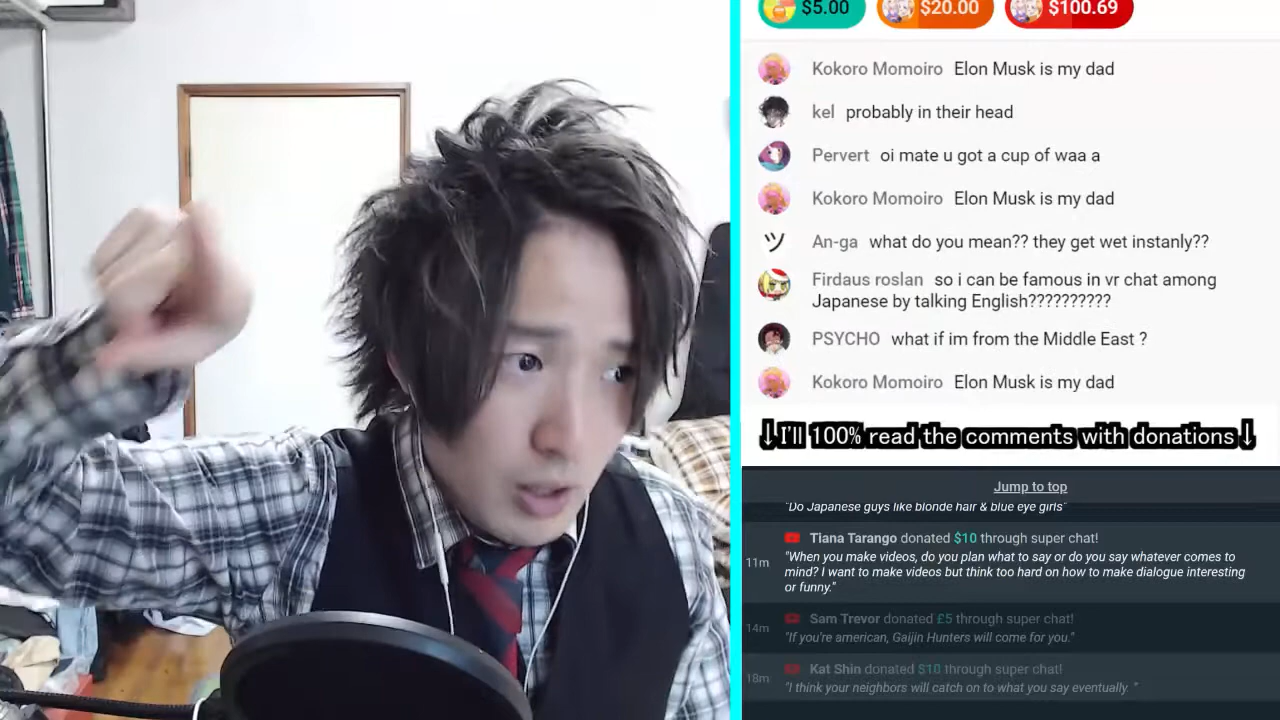 $5.00 $20.00 $100.69
Kokoro Momoiro Elon Musk is my dad
kel probably in their head
Pervert oi mate u got a cup of waa a
Kokoro Momoiro Elon Musk is my dad
ツ An-ga what do you mean?? they get wet instanly??
Firdaus roslan so i can be famous in vr chat among
Japanese by talking English??????????
PSYCHO what if im from the Middle East ?
Kokoro Momoiro Elon Musk is my dad
↓I'll 100% read the comments with donations↓
Jump to top
"Do Japanese guys like blonde hair & blue eye girls"
Tiana Tarango donated $10 through super chat!
11m
"When you make videos, do you plan what to say or do you say whatever comes to
mind? I want to make videos but think too hard on how to make dialogue interesting
or funny."
Sam Trevor donated £5 through super chat!
14m
"If you're american, Gaijin Hunters will come for you."
Kat Shin donated $10 through super chat!
18m
"I think your neighbors will catch on to what you say eventually. "